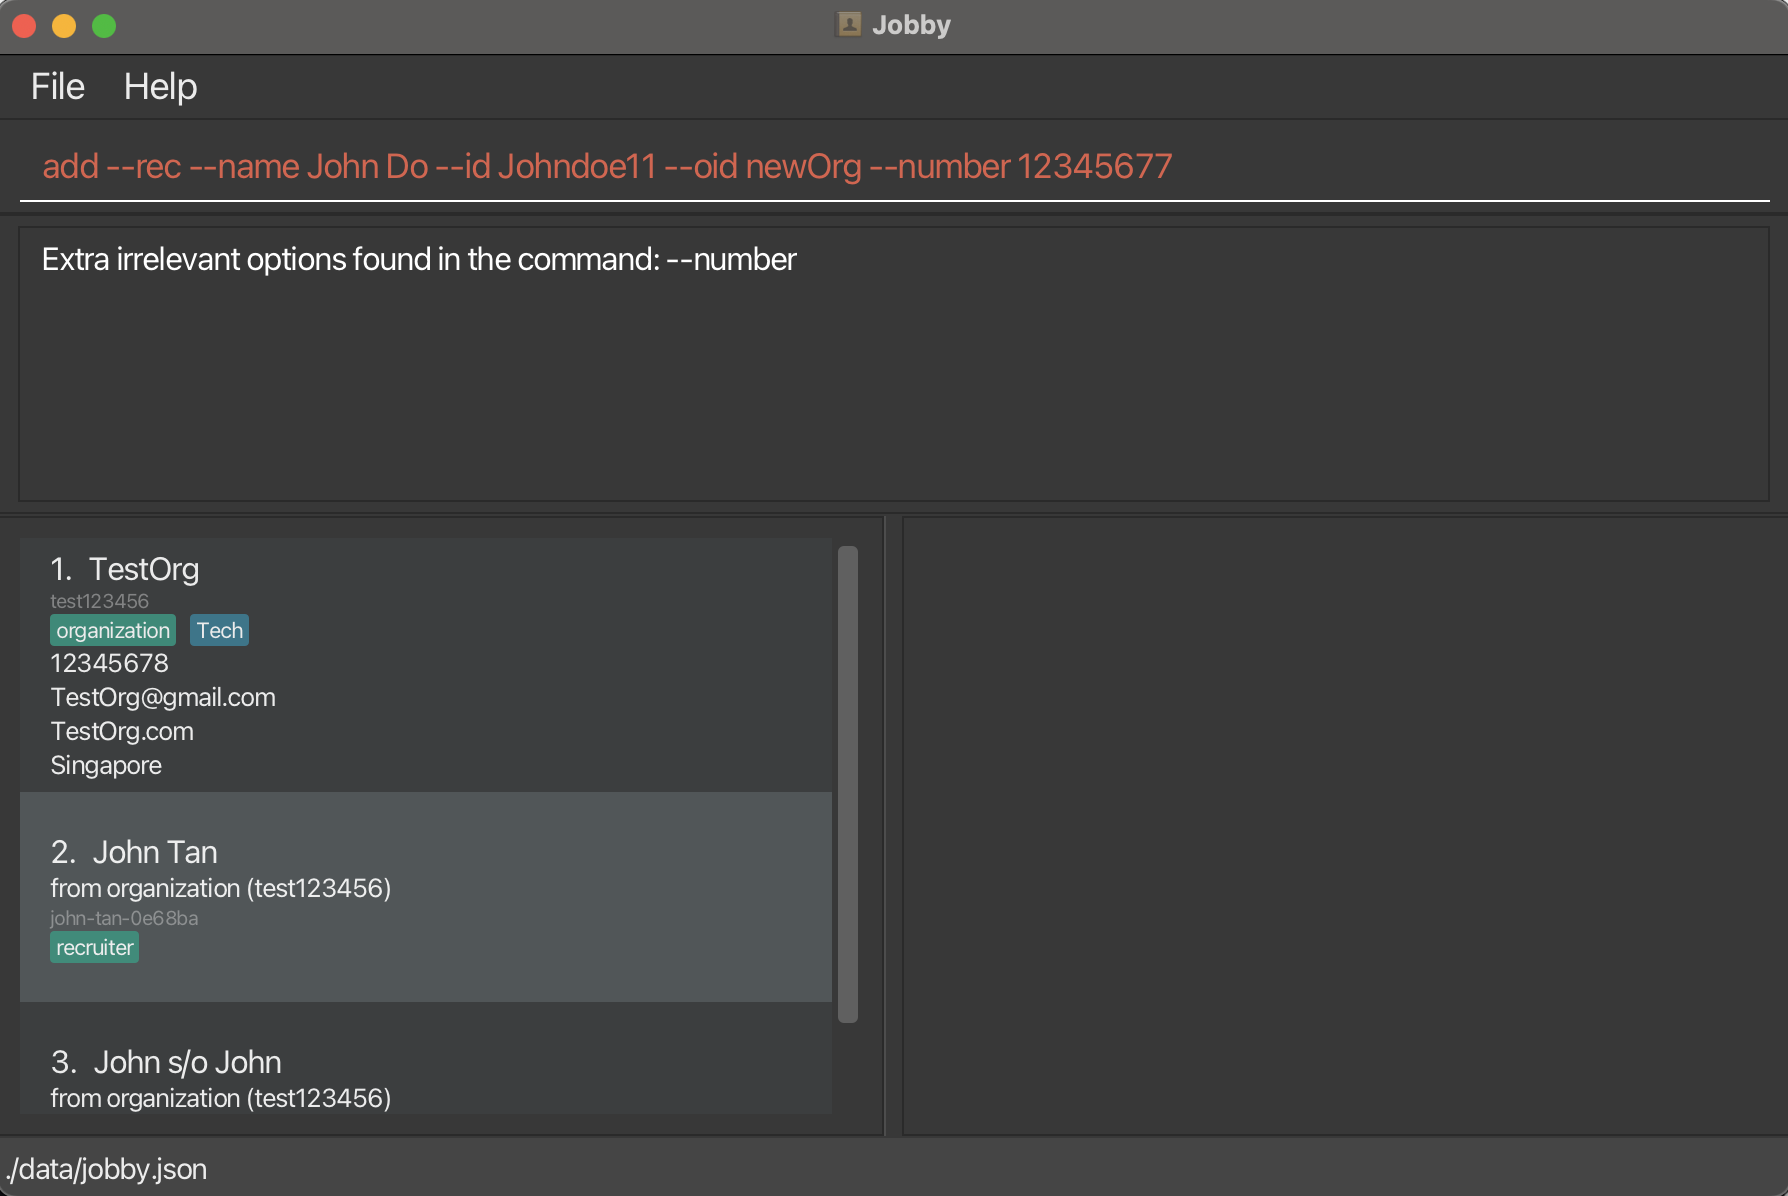 Jobby
File Help
add --rec --name John Do --id Johndoe11 --oid newOrg --number 12345677
Extra irrelevant options found in the command: --number
1. TestOrg
test123456
organization Tech
12345678
TestOrg@gmail.com
TestOrg.com
Singapore
2. John Tan
from organization (test123456)
john-tan-0e68ba
recruiter
3. John s/o John
from organization (test123456)
./data/jobby.json